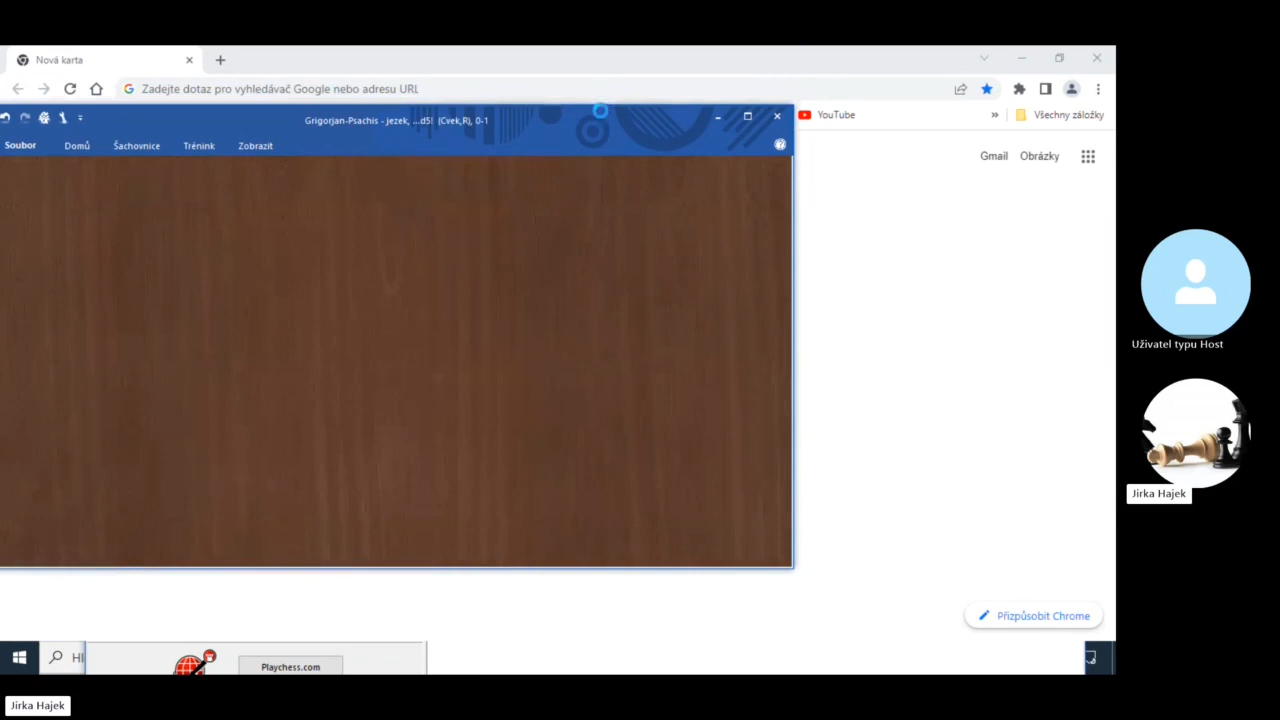 Nová karta
Zadejte dotaz pro vyhledávač Google nebo adresu URL
Grigorjan-Psachis - jezek, ...d5! (Cvek,R), 0-1
YouTube
»
Všechny záložky
Soubor
Domů
Šachovnice
Trénink
Zobrazit
Gmail
Obrázky
Uživatel typu Host
Jirka Hajek
Přizpůsobit Chrome
Hl
Playchess.com
Jirka Hajek